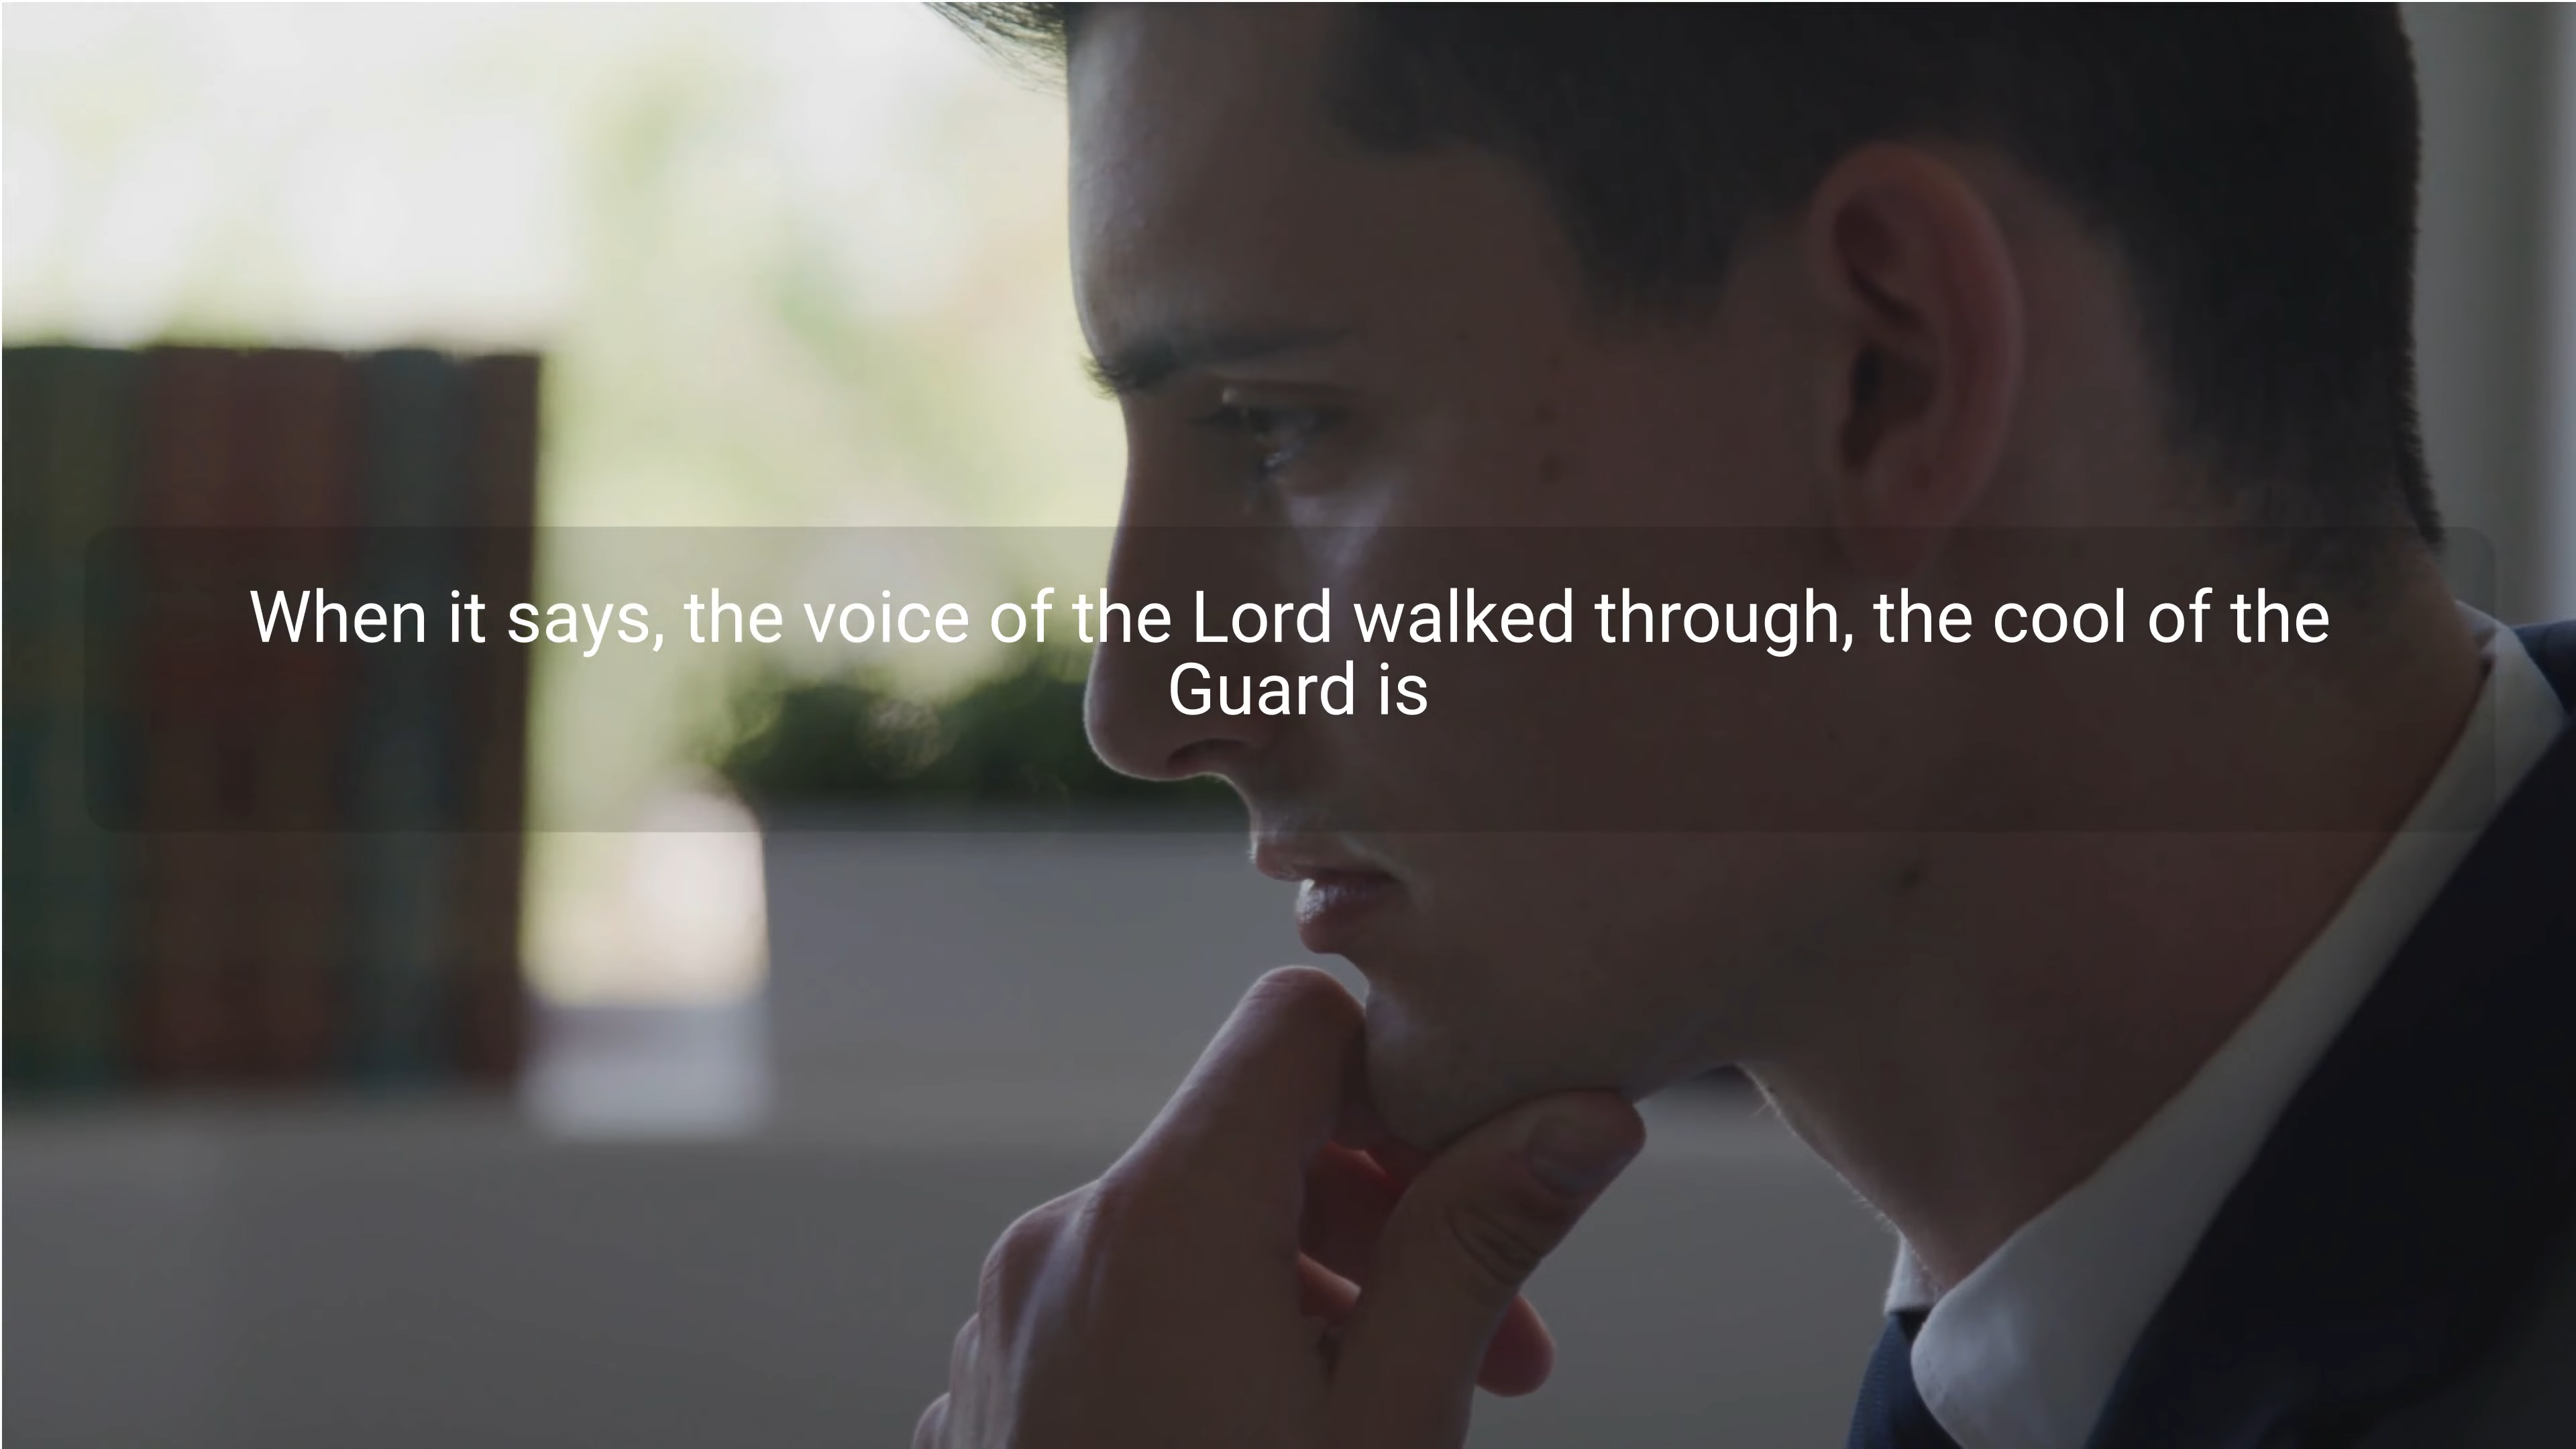 When it says, the voice of the Lord walked through, the cool of the
Guard is